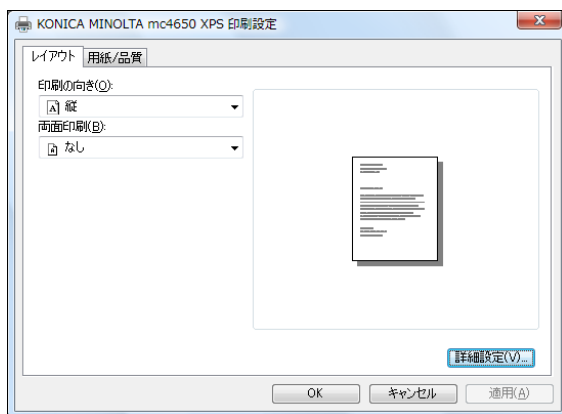 KONICA MINOLTA mc4650 XPS 印刷設定
レイアウト 用紙/品質
印刷の向き(O):
縦
両面印刷(B):
なし
詳細設定(V)...
OK キャンセル 適用(A)